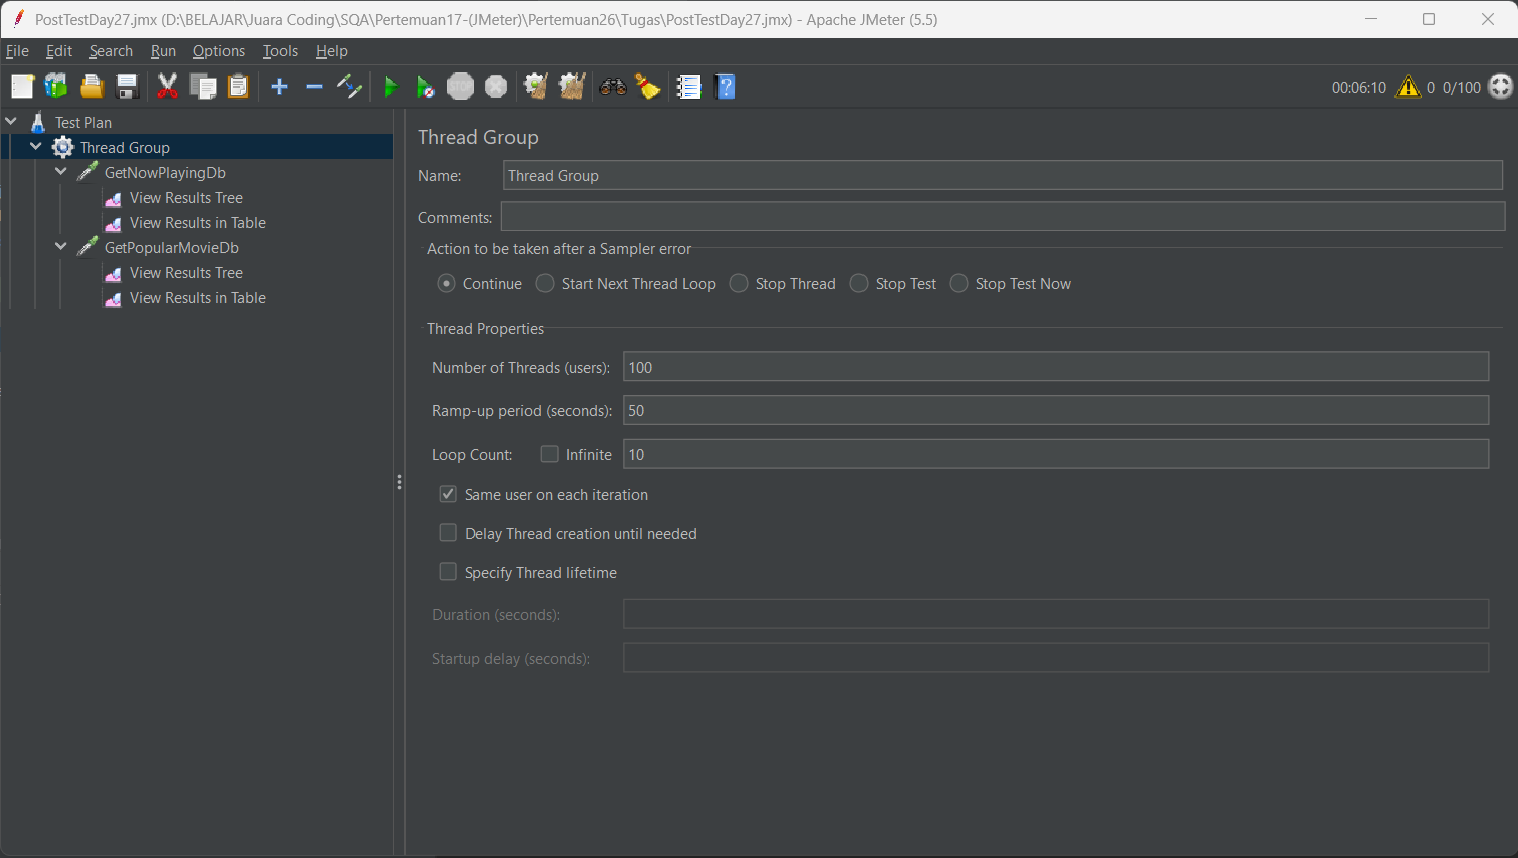 PostTestDay27.jmx (D:\BELAJAR\Juara Coding\SQA\Pertemuan17-(JMeter)\Pertemuan26\Tugas\PostTestDay27.jmx) - Apache JMeter (5.5)
File Edit Search Run Options Tools Help
STOP 00:06:10 0 0/100
Test Plan
Thread Group
GetNowPlayingDb
View Results Tree
View Results in Table
GetPopularMovieDb
View Results Tree
View Results in Table
Thread Group
Name: Thread Group
Comments:
Action to be taken after a Sampler error
Continue Start Next Thread Loop Stop Thread Stop Test Stop Test Now
Thread Properties
Number of Threads (users): 100
Ramp-up period (seconds): 50
Loop Count: Infinite 10
Same user on each iteration
Delay Thread creation until needed
Specify Thread lifetime
Duration (seconds):
Startup delay (seconds):